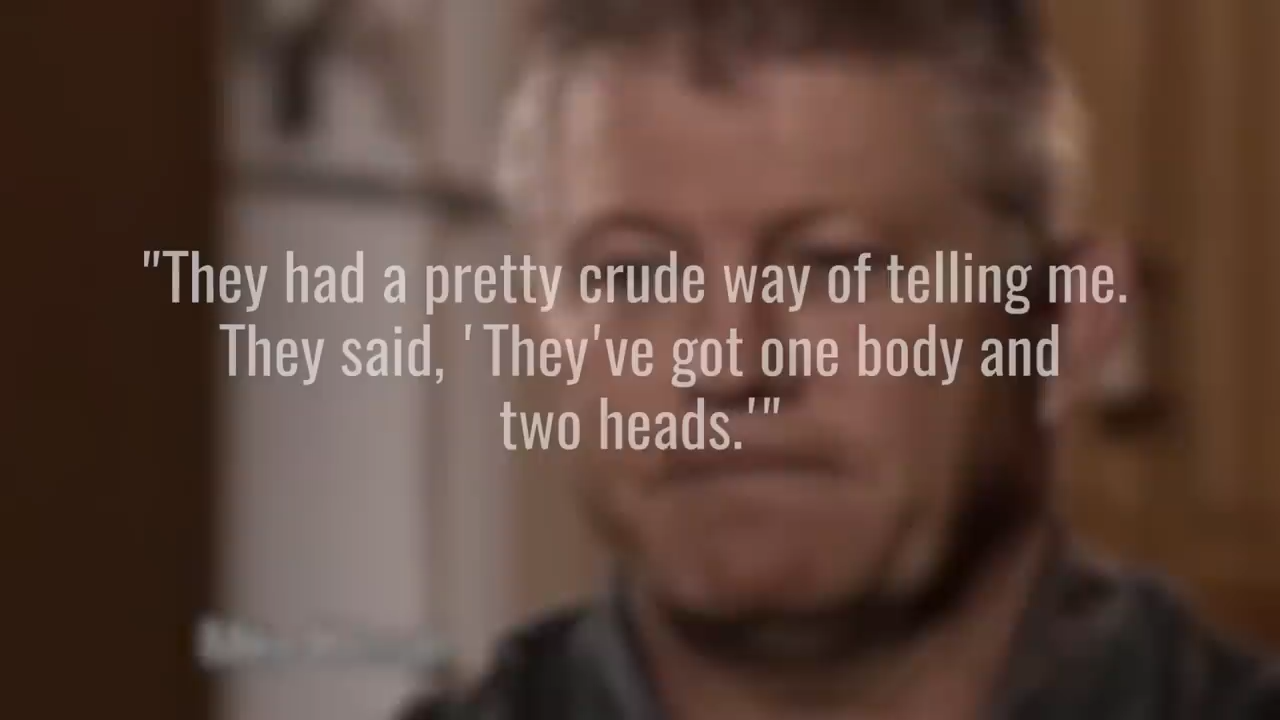 "They had a pretty crude way of telling me.
They said, 'They've got one body and
two heads.'"